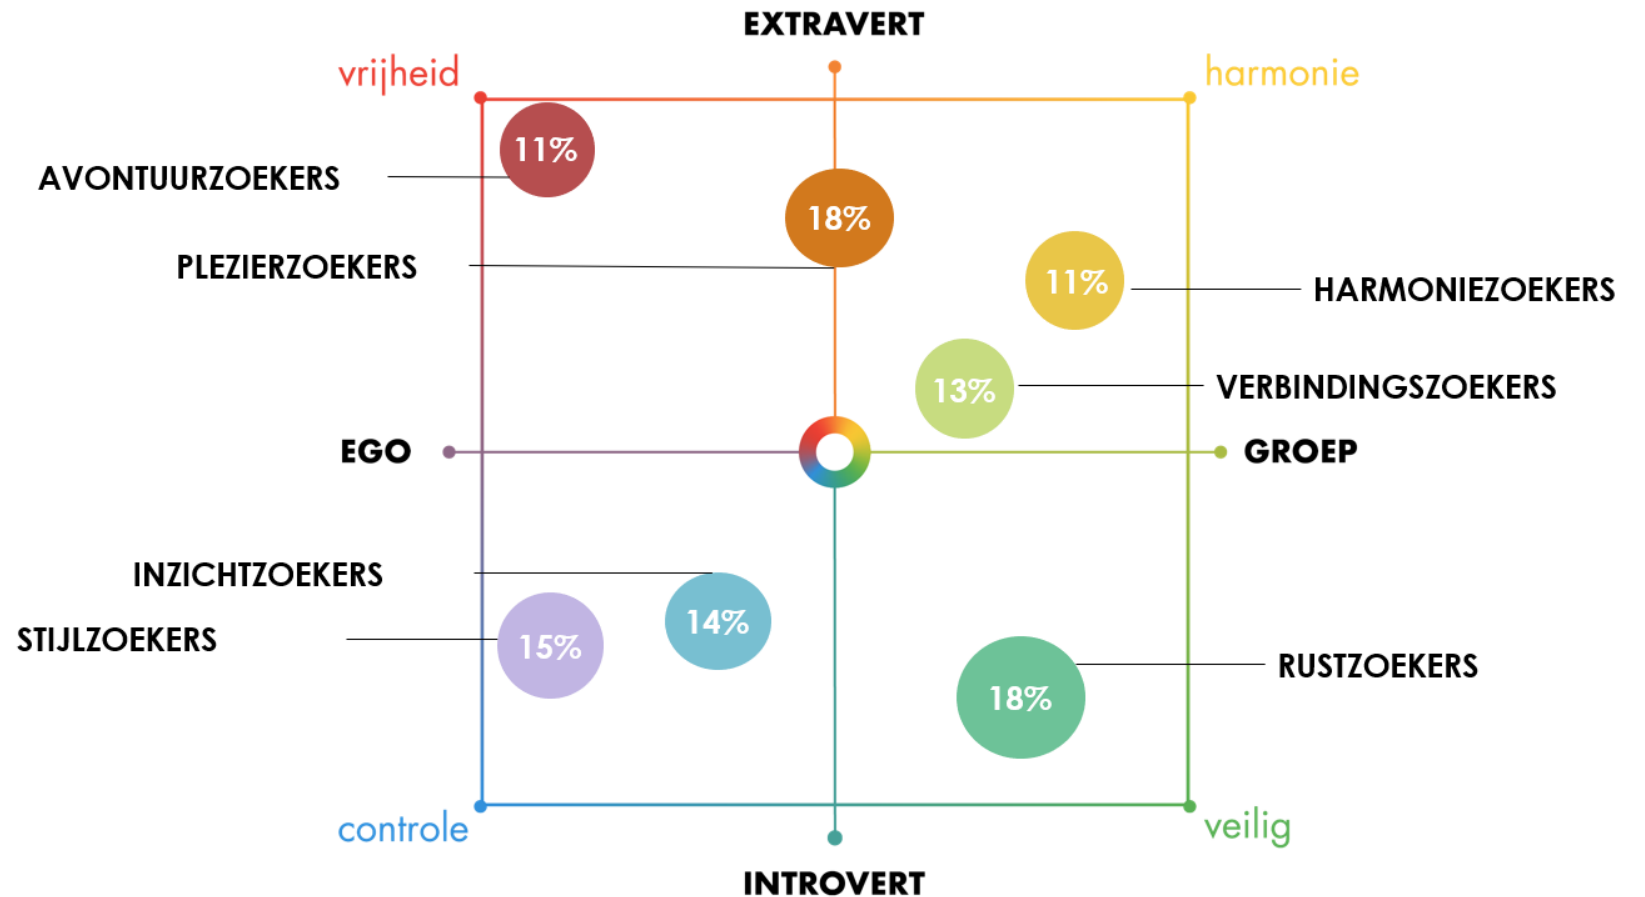 EXTRAVERT
vrijheid
harmonie
11%
AVONTUURZOEKERS
18%
PLEZIERZOEKERS
11%
HARMONIEZOEKERS
13%
VERBINDINGSZOEKERS
EGO
GROEP
INZICHTZOEKERS
14%
STIJLZOEKERS
15%
RUSTZOEKERS
18%
controle
veilig
INTROVERT